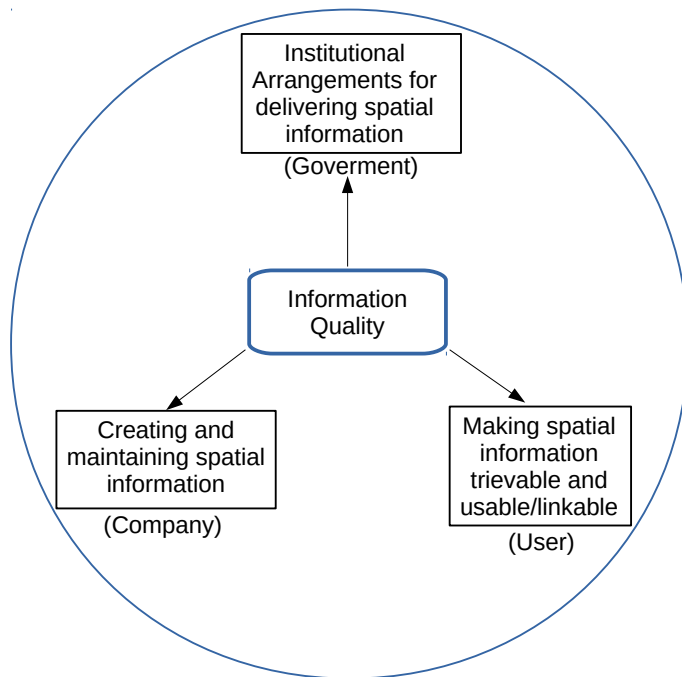 Institutional
Arrangements for
delivering spatial
information
(Goverment)
Information
Quality
Creating and
maintaining spatial
information
(Company)
Making spatial
information
trievable and
usable/linkable
(User)